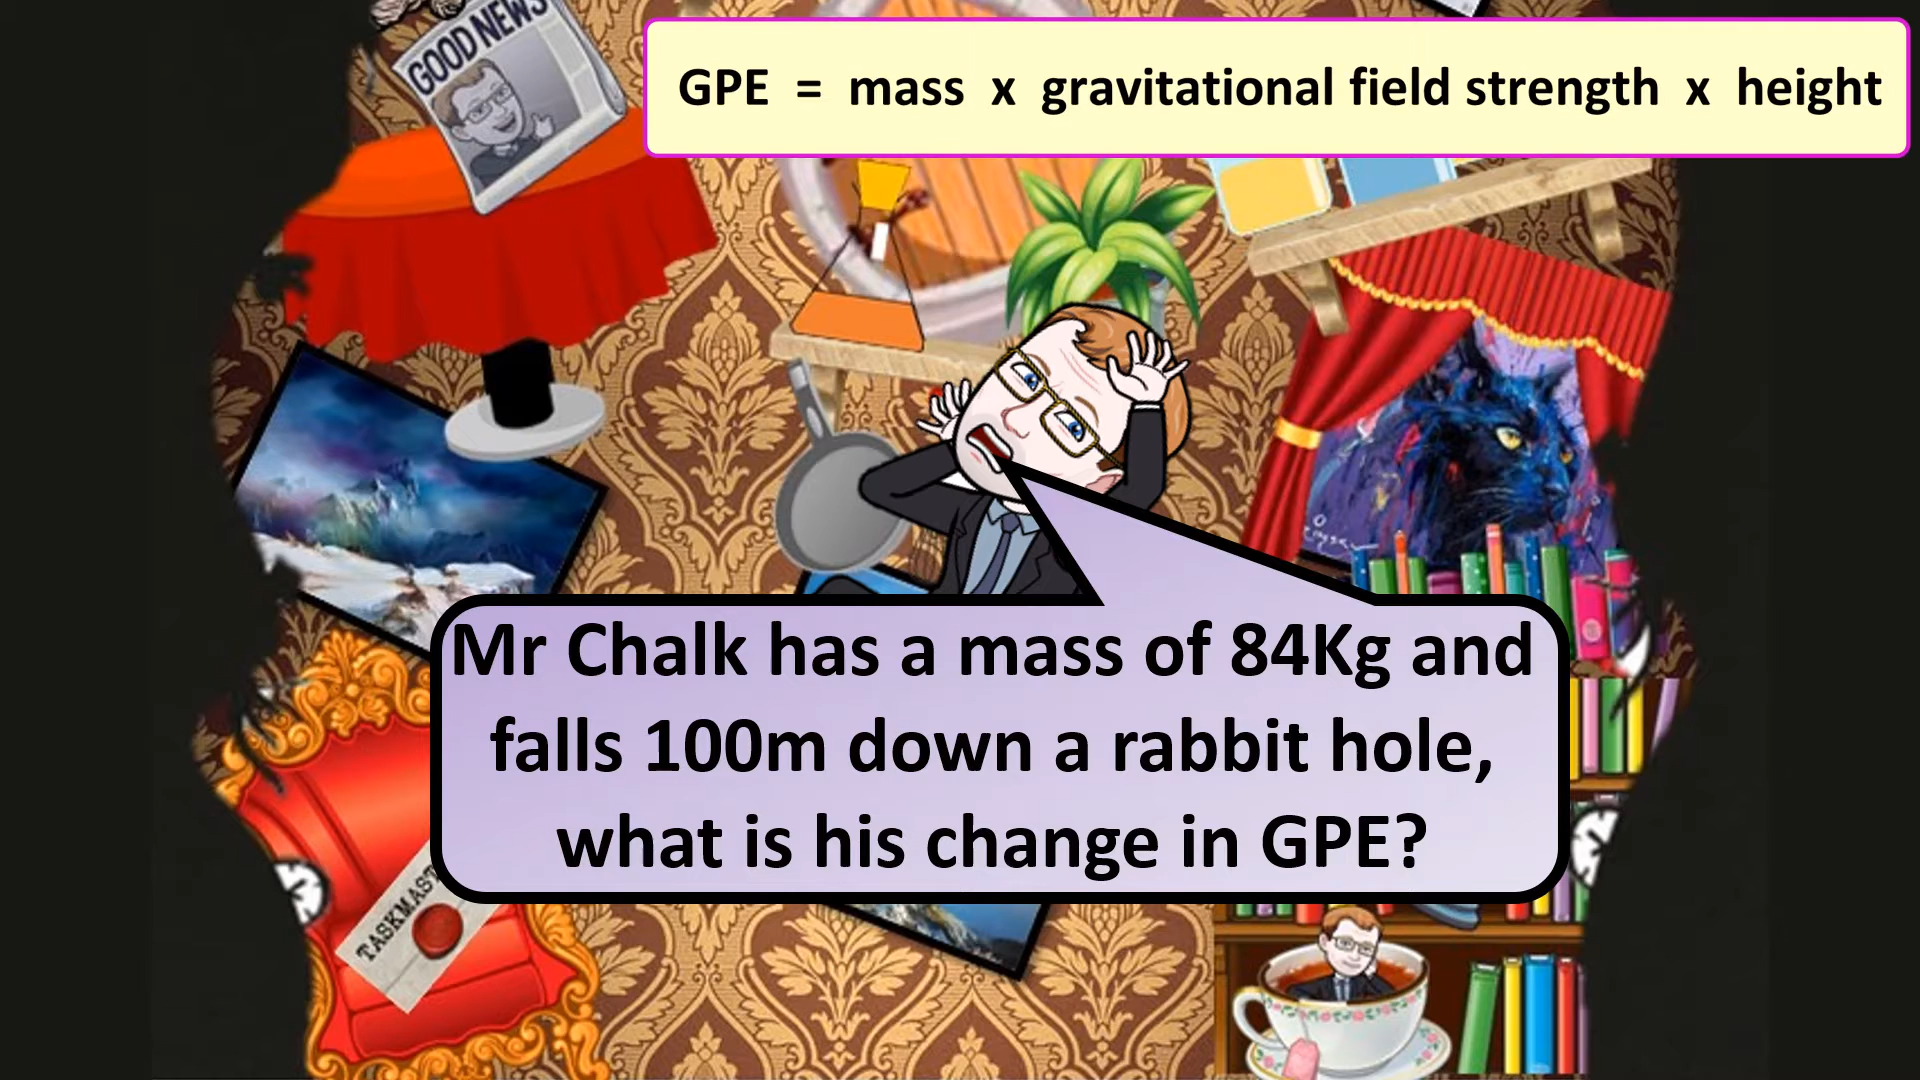 GOOD NEWS
GPE = mass x gravitational field strength x height
Mr Chalk has a mass of 84Kg and
falls 100m down a rabbit hole,
what is his change in GPE?